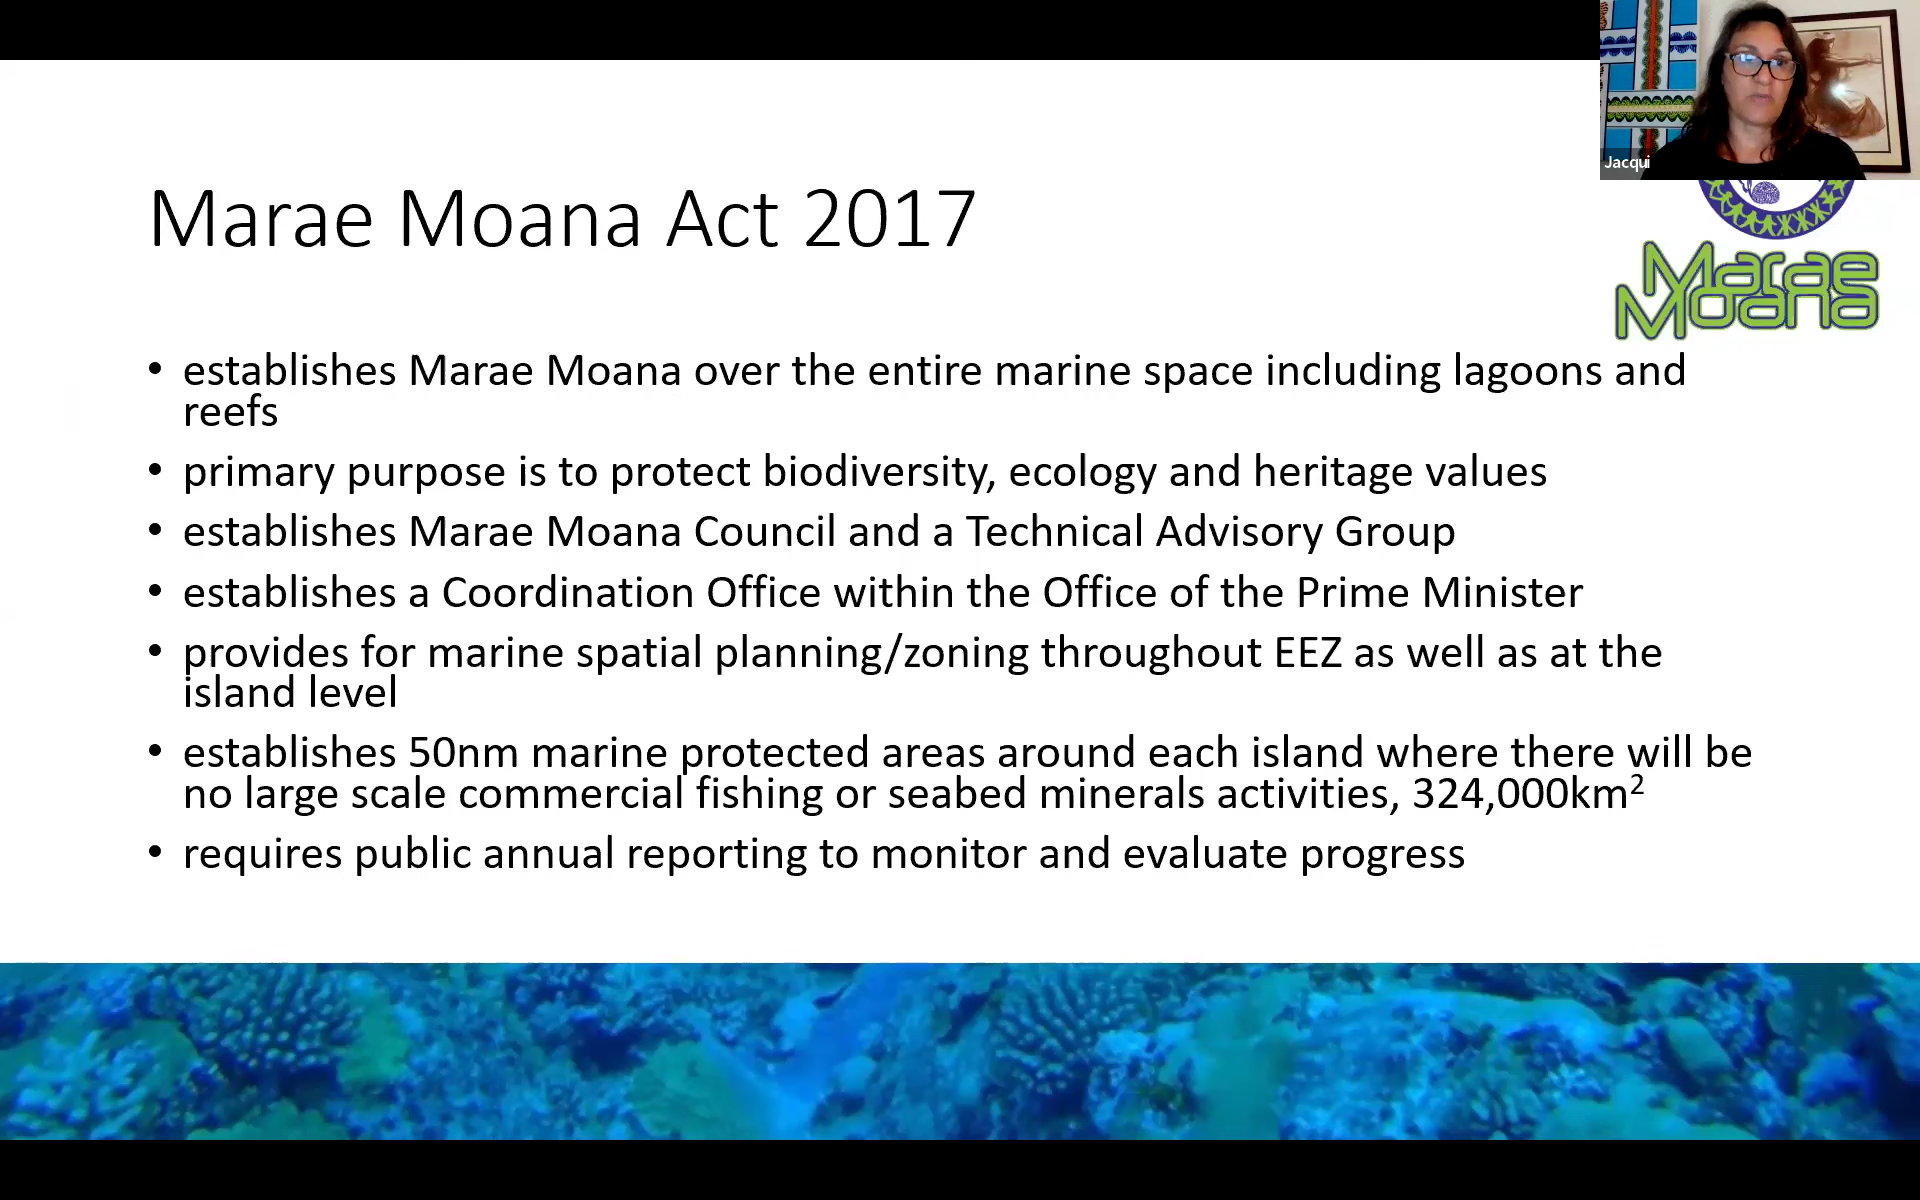 Jacqui
Marae Moana Act 2017
Marae
Moana
• establishes Marae Moana over the entire marine space including lagoons and
reefs
• primary purpose is to protect biodiversity, ecology and heritage values
• establishes Marae Moana Council and a Technical Advisory Group
• establishes a Coordination Office within the Office of the Prime Minister
• provides for marine spatial planning/zoning throughout EEZ as well as at the
island level
• establishes 50nm marine protected areas around each island where there will be
no large scale commercial fishing or seabed minerals activities, 324,000km²
• requires public annual reporting to monitor and evaluate progress